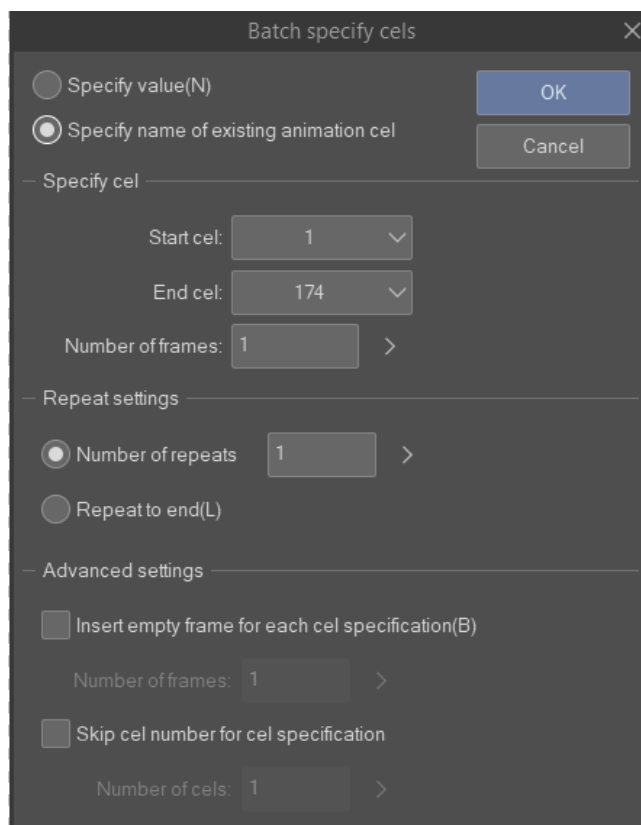 Batch specify cels
Specify value(N)
OK
Specify name of existing animation cel
Cancel
Specify cel
Start cel: 1
End cel: 174
Number of frames: 1
Repeat settings
Number of repeats 1
Repeat to end(L)
Advanced settings
Insert empty frame for each cel specification(B)
Number of frames: 1
Skip cel number for cel specification
Number of cels: 1